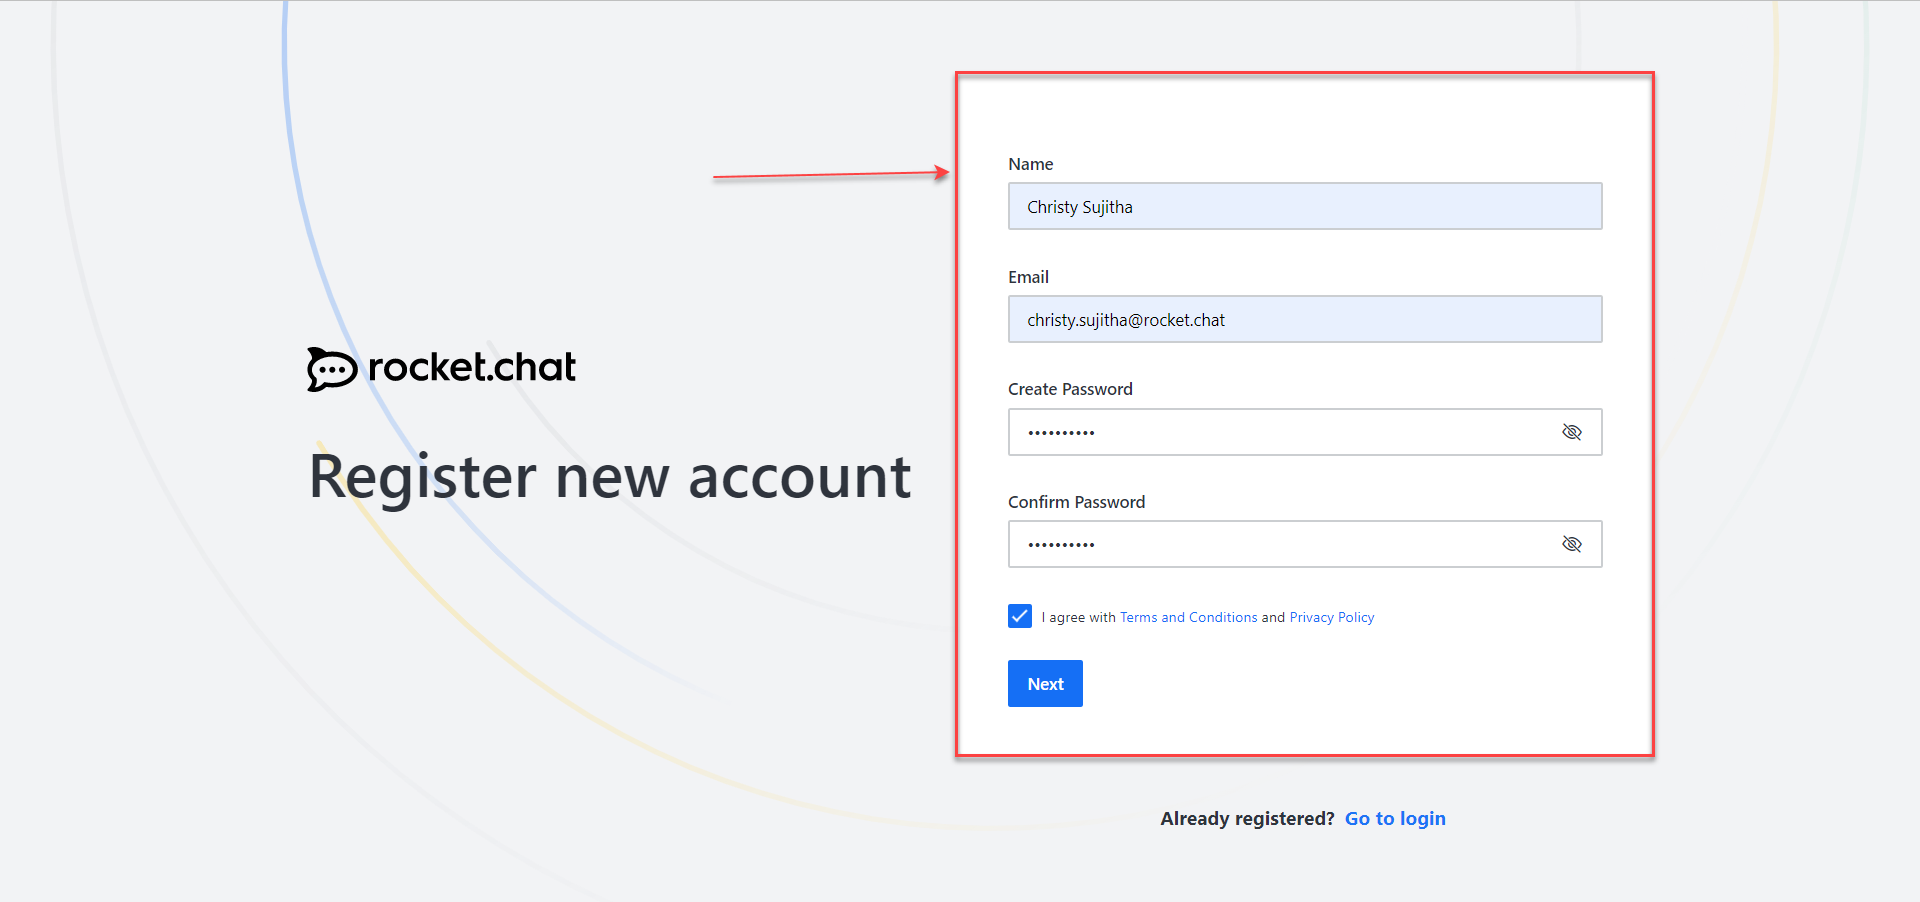 rocket.chat
Register new account
Name
Christy Sujitha
Email
christy.sujitha@rocket.chat
Create Password
••••••••••
Confirm Password
••••••••••
I agree with Terms and Conditions and Privacy Policy
Next
Already registered? Go to login